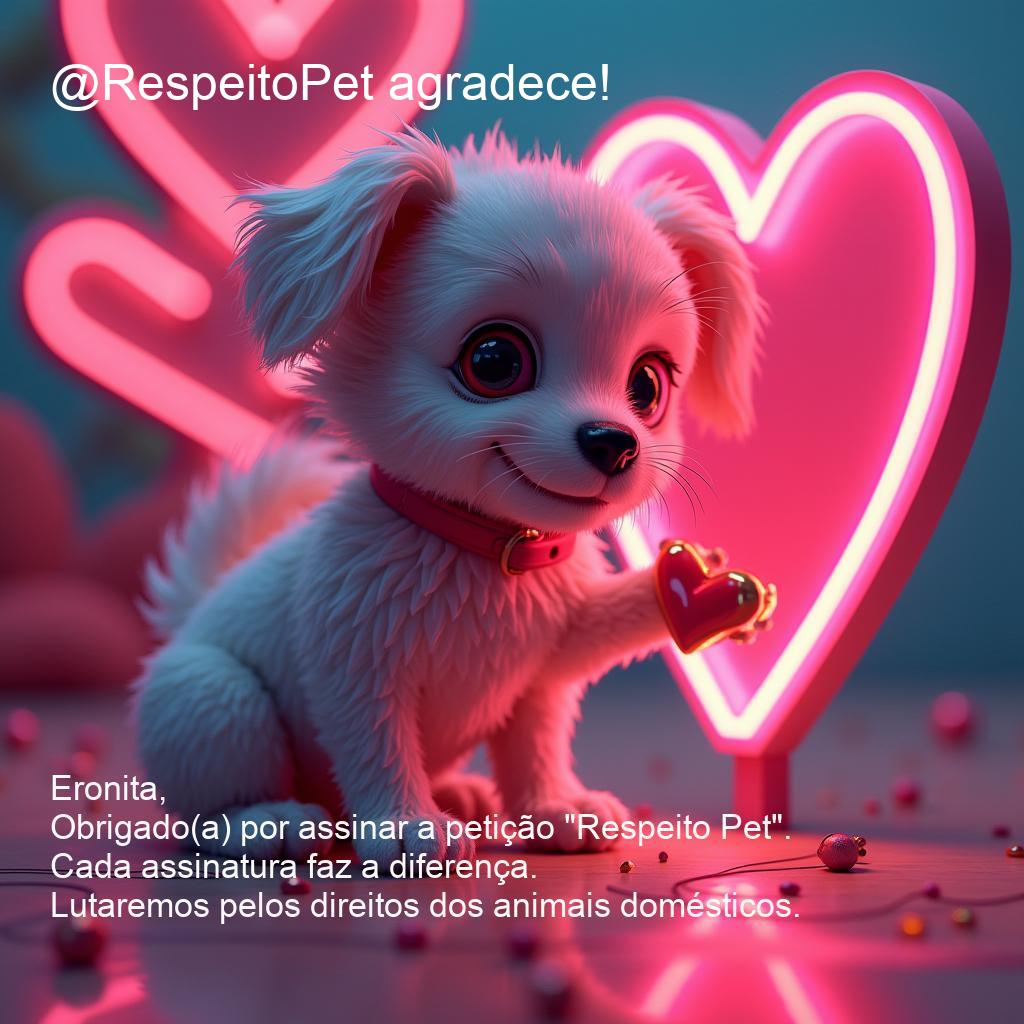 @RespeitoPet agradece!
Eronita,
Obrigado(a) por assinar a petição "Respeito Pet".
Cada assinatura faz a diferença.
Lutaremos pelos direitos dos animais domésticos.